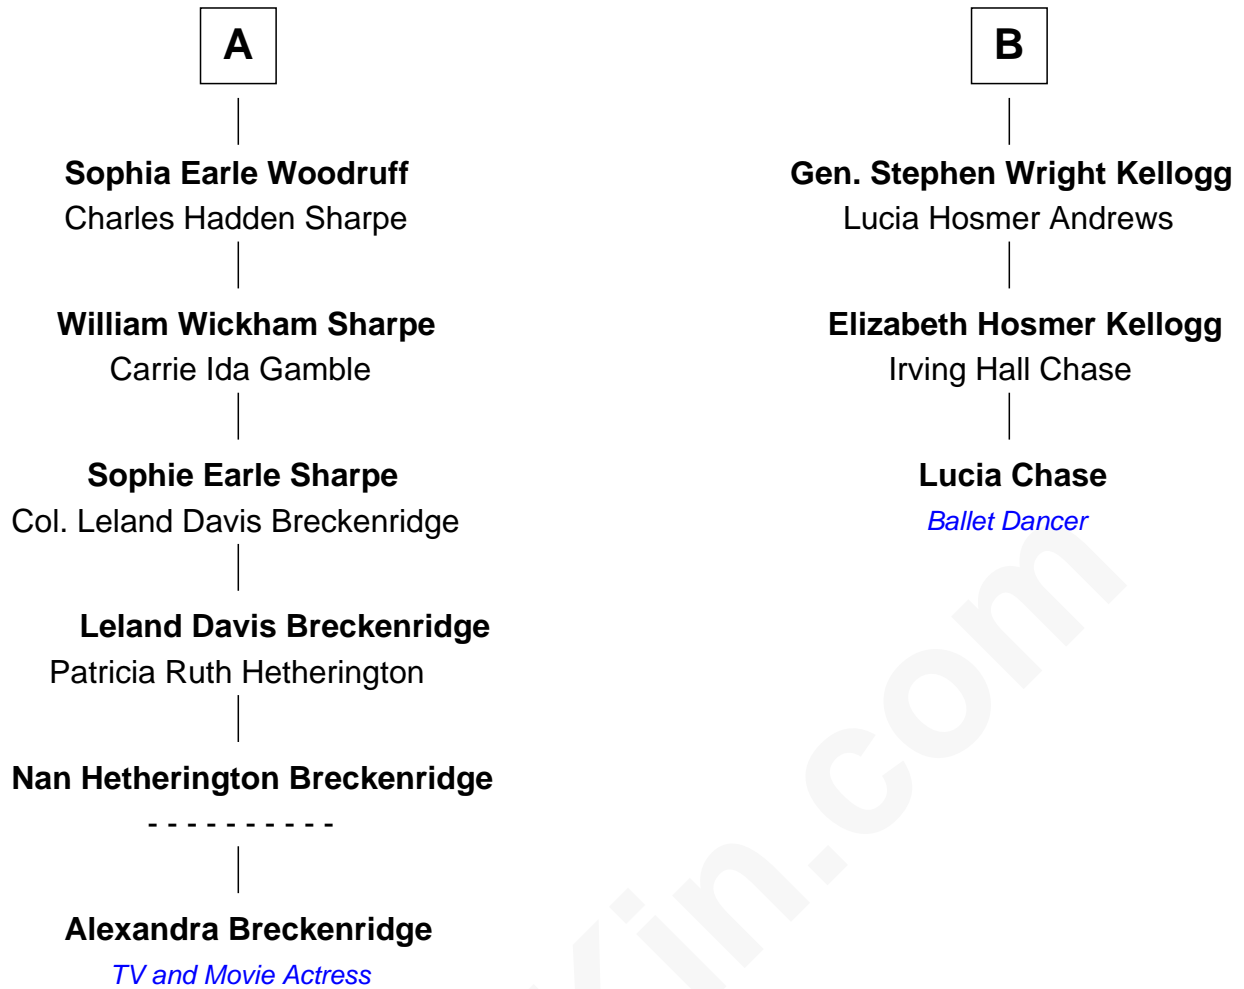 A
Sophia Earle Woodruff
Charles Hadden Sharpe
William Wickham Sharpe
Carrie Ida Gamble
Sophie Earle Sharpe
Col. Leland Davis Breckenridge
Leland Davis Breckenridge
Patricia Ruth Hetherington
Nan Hetherington Breckenridge
- - - - - - - - - -
Alexandra Breckenridge
TV and Movie Actress
B
Gen. Stephen Wright Kellogg
Lucia Hosmer Andrews
Elizabeth Hosmer Kellogg
Irving Hall Chase
Lucia Chase
Ballet Dancer
Kin.com